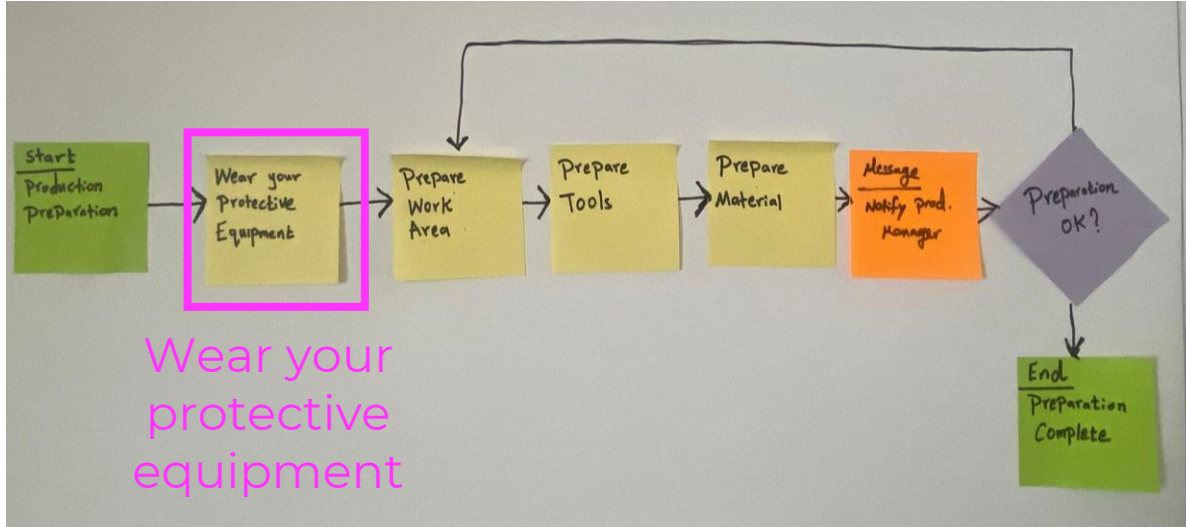 Start
Production
Preparation
Wear your
Protective
Equipment
Prepare
Work
Area
Prepare
Tools
Prepare
Material
Message
Notify prod.
Manager
Preparation
OK?
End
Preparation
Complete
Wear your
protective
equipment